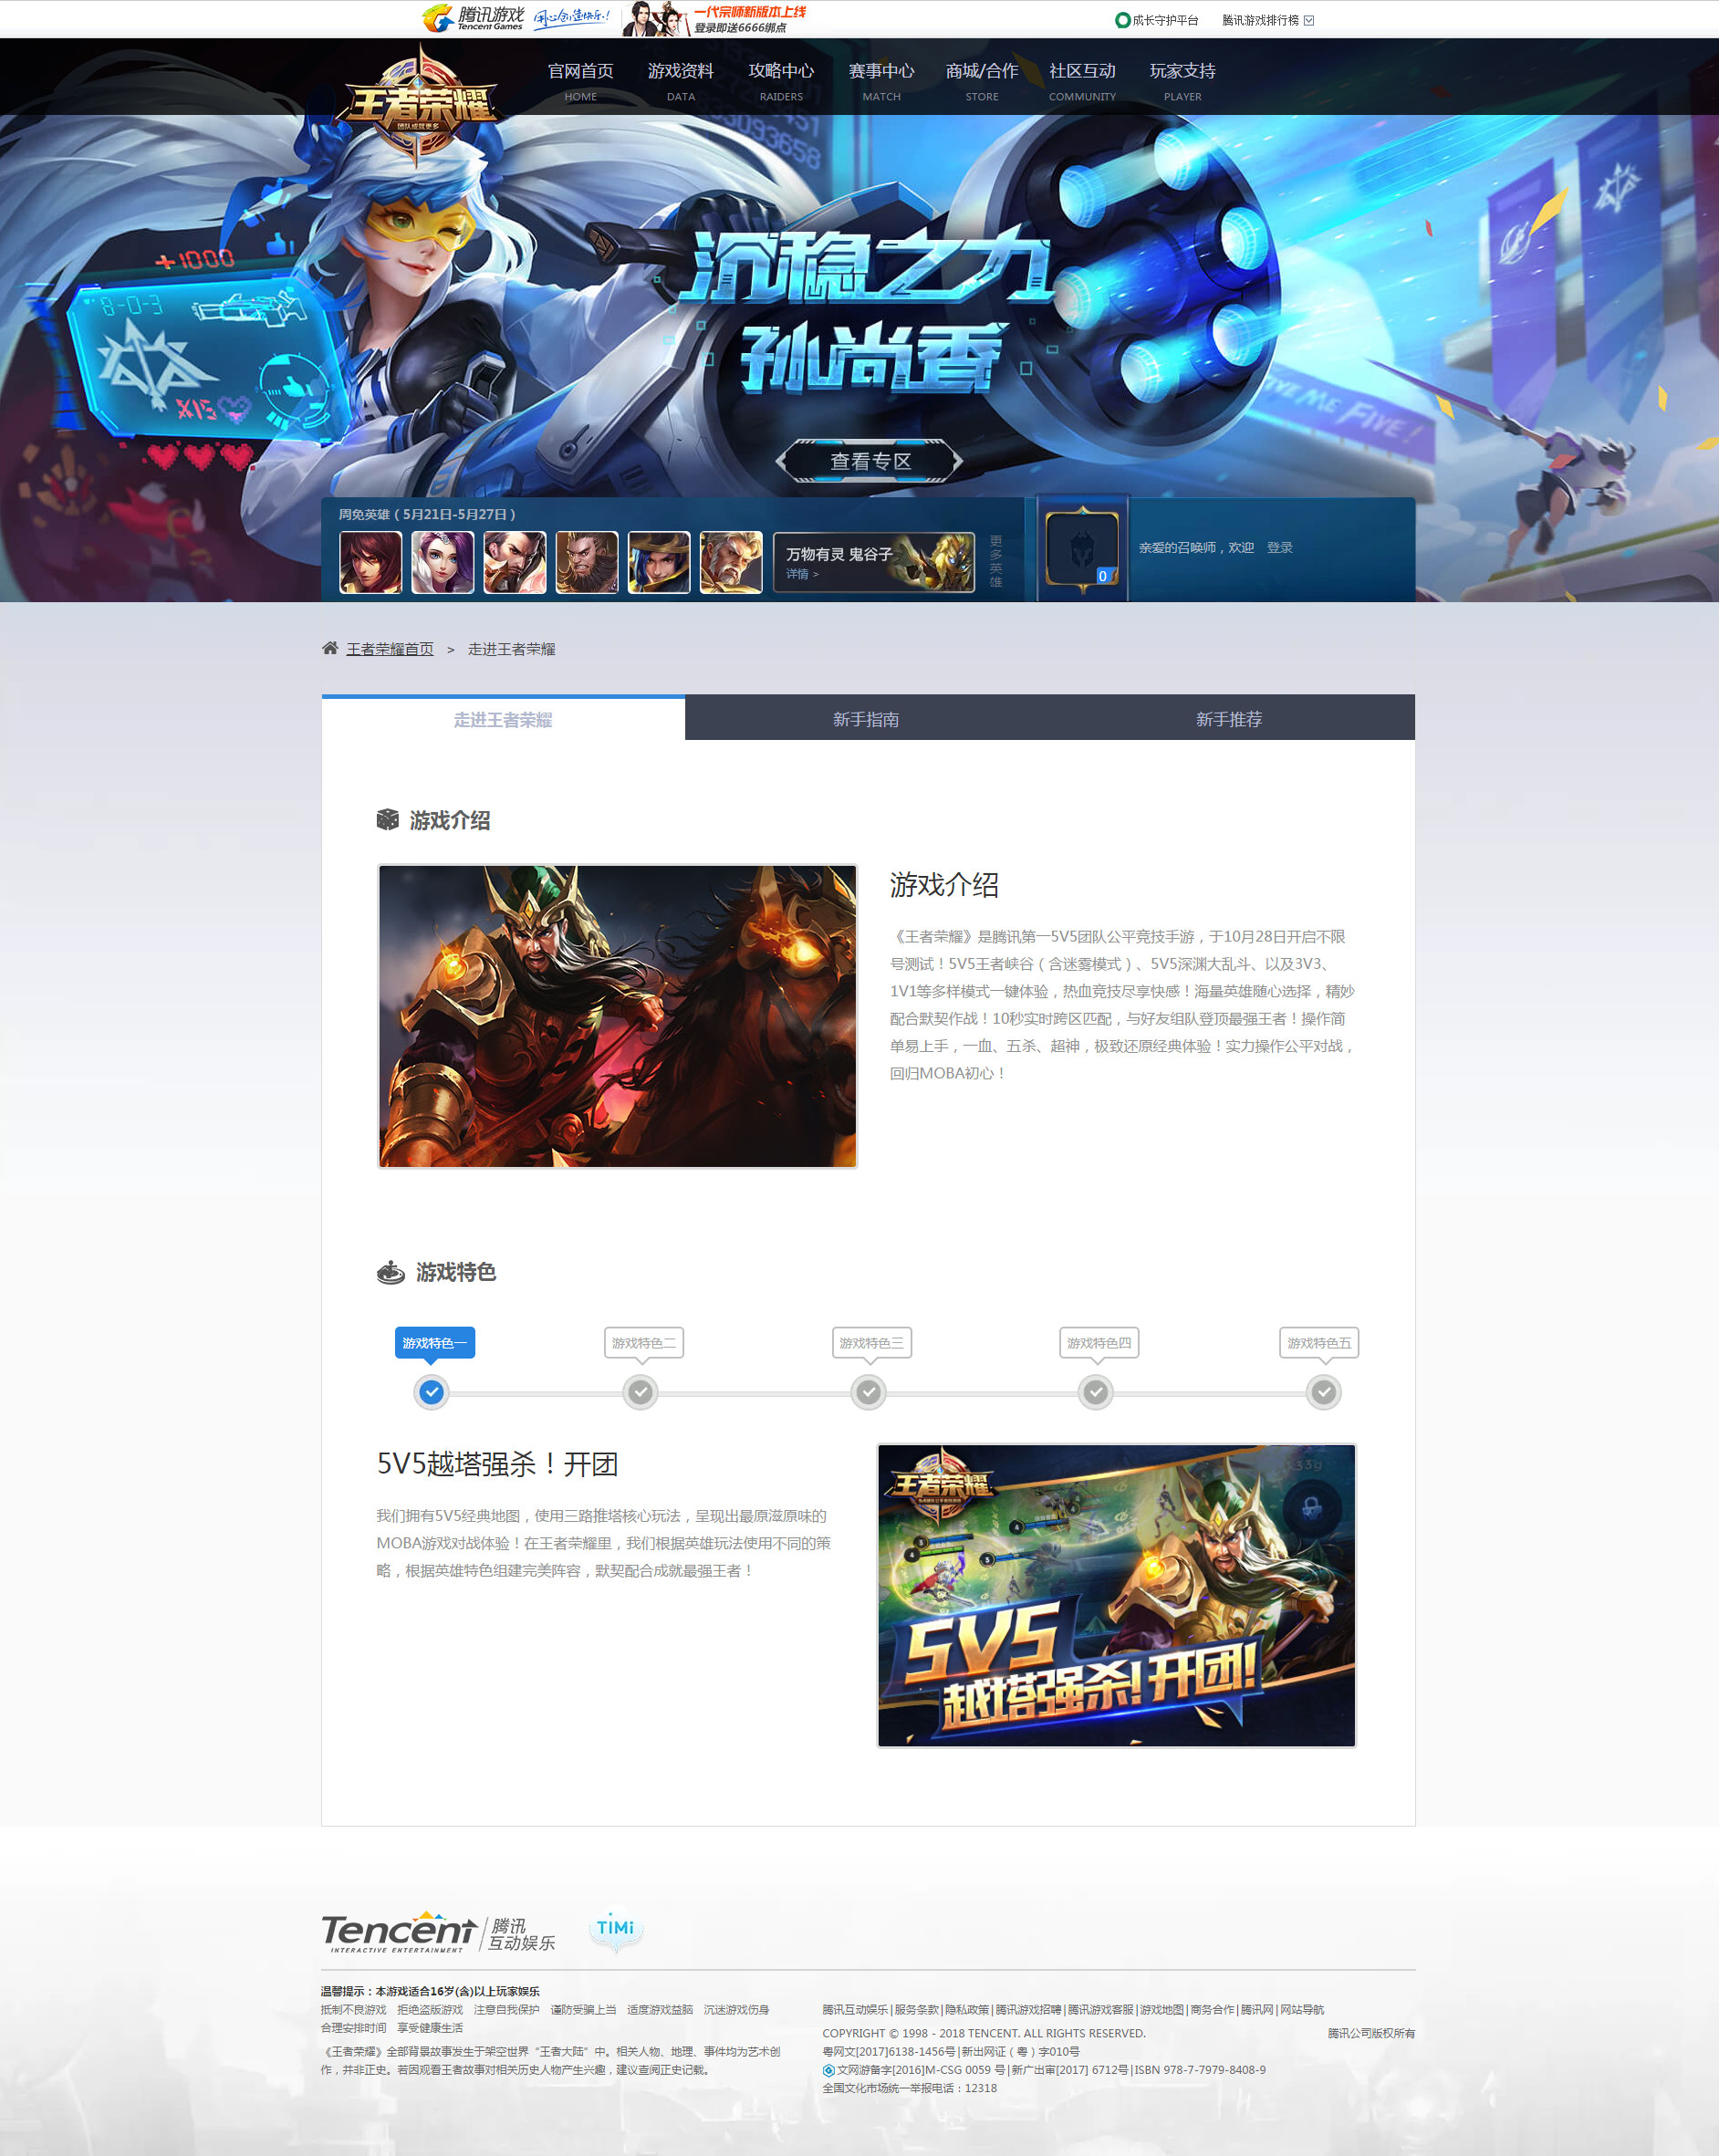 腾讯游戏
Tencent Games
用心创造快乐!
一代宗师新版本上线
登录即送6666绑点
成长守护平台
腾讯游戏排行榜
王者荣耀
团队成就更多
官网首页 游戏资料 攻略中心 赛事中心 商城/合作 社区互动 玩家支持
HOME DATA RAIDERS MATCH STORE COMMUNITY PLAYER
33093658
+1000
8-0-3
X15
沉稳之力
孙尚香
GIVE ME FIVE!
查看专区
周免英雄（5月21日-5月27日）
万物有灵 鬼谷子
详情 >
更多英雄
0
亲爱的召唤师，欢迎 登录
王者荣耀首页 > 走进王者荣耀
走进王者荣耀 新手指南 新手推荐
游戏介绍
游戏介绍
《王者荣耀》是腾讯第一5V5团队公平竞技手游，于10月28日开启不限
号测试！5V5王者峡谷（含迷雾模式）、5V5深渊大乱斗、以及3V3、
1V1等多样模式一键体验，热血竞技尽享快感！海量英雄随心选择，精妙
配合默契作战！10秒实时跨区匹配，与好友组队登顶最强王者！操作简
单易上手，一血、五杀、超神，极致还原经典体验！实力操作公平对战，
回归MOBA初心！
游戏特色
游戏特色一 游戏特色二 游戏特色三 游戏特色四 游戏特色五
5V5越塔强杀！开团
我们拥有5V5经典地图，使用三路推塔核心玩法，呈现出最原滋原味的
MOBA游戏对战体验！在王者荣耀里，我们根据英雄玩法使用不同的策
略，根据英雄特色组建完美阵容，默契配合成就最强王者！
王者荣耀
5V5
越塔强杀!开团!
Tencent 腾讯
INTERACTIVE ENTERTAINMENT 互动娱乐
TiMi
温馨提示：本游戏适合16岁(含)以上玩家娱乐
抵制不良游戏 拒绝盗版游戏 注意自我保护 谨防受骗上当 适度游戏益脑 沉迷游戏伤身
合理安排时间 享受健康生活
《王者荣耀》全部背景故事发生于架空世界“王者大陆”中。相关人物、地理、事件均为艺术创
作，并非正史。若因观看王者故事对相关历史人物产生兴趣，建议查阅正史记载。
腾讯互动娱乐|服务条款|隐私政策|腾讯游戏招聘|腾讯游戏客服|游戏地图|商务合作|腾讯网|网站导航
COPYRIGHT © 1998 - 2018 TENCENT. ALL RIGHTS RESERVED. 腾讯公司版权所有
粤网文[2017]6138-1456号|新出网证（粤）字010号
文网游备字[2016]M-CSG 0059 号|新广出审[2017] 6712号|ISBN 978-7-7979-8408-9
全国文化市场统一举报电话：12318